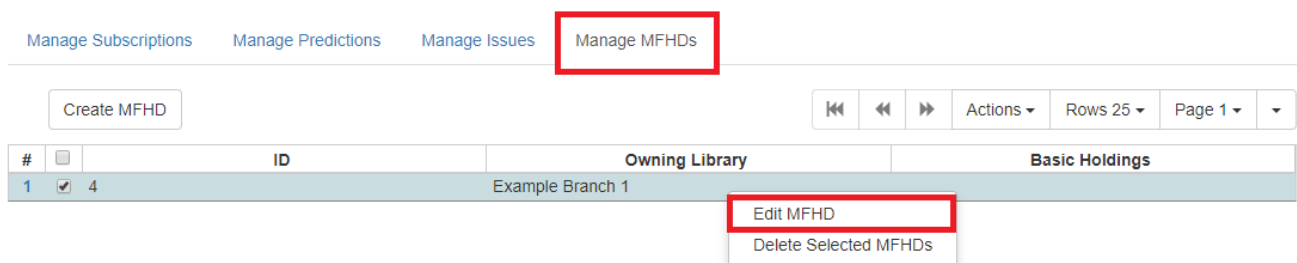 Manage Subscriptions Manage Predictions Manage Issues Manage MFHDs
Create MFHD Actions Rows 25 Page 1
# ID Owning Library Basic Holdings
1 4 Example Branch 1
Edit MFHD
Delete Selected MFHDs